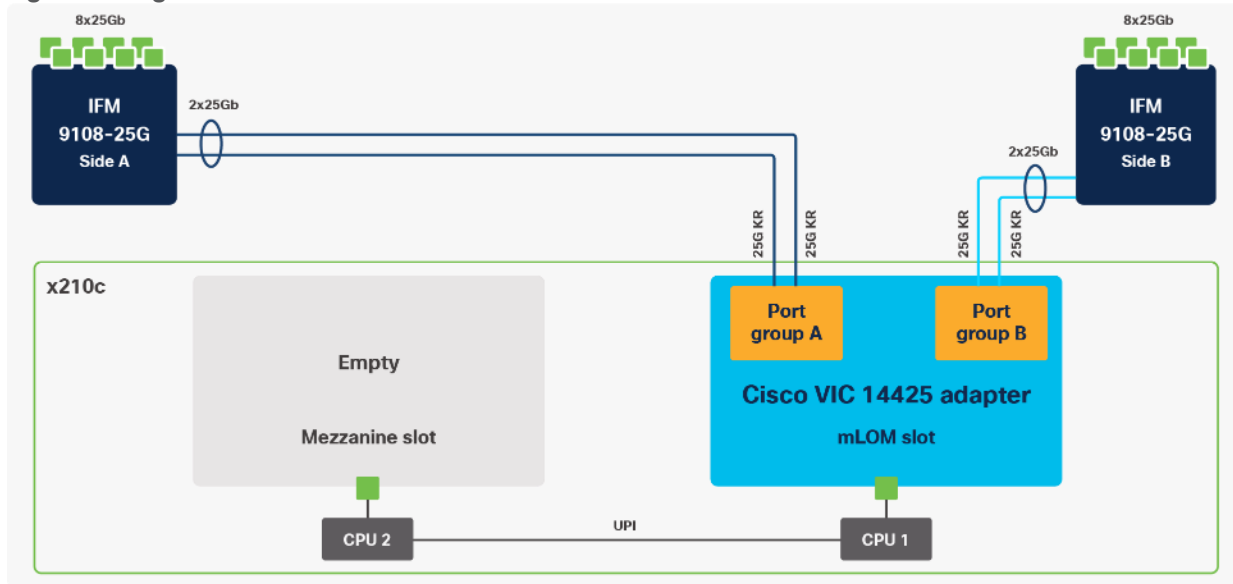 8x25Gb
8x25Gb
IFM
9108-25G
Side A
2x25Gb
IFM
9108-25G
Side B
2x25Gb
25G KR
25G KR
25G KR
25G KR
x210c
Port
group A
Port
group B
Empty
Cisco VIC 14425 adapter
Mezzanine slot
mLOM slot
UPI
CPU 2
CPU 1